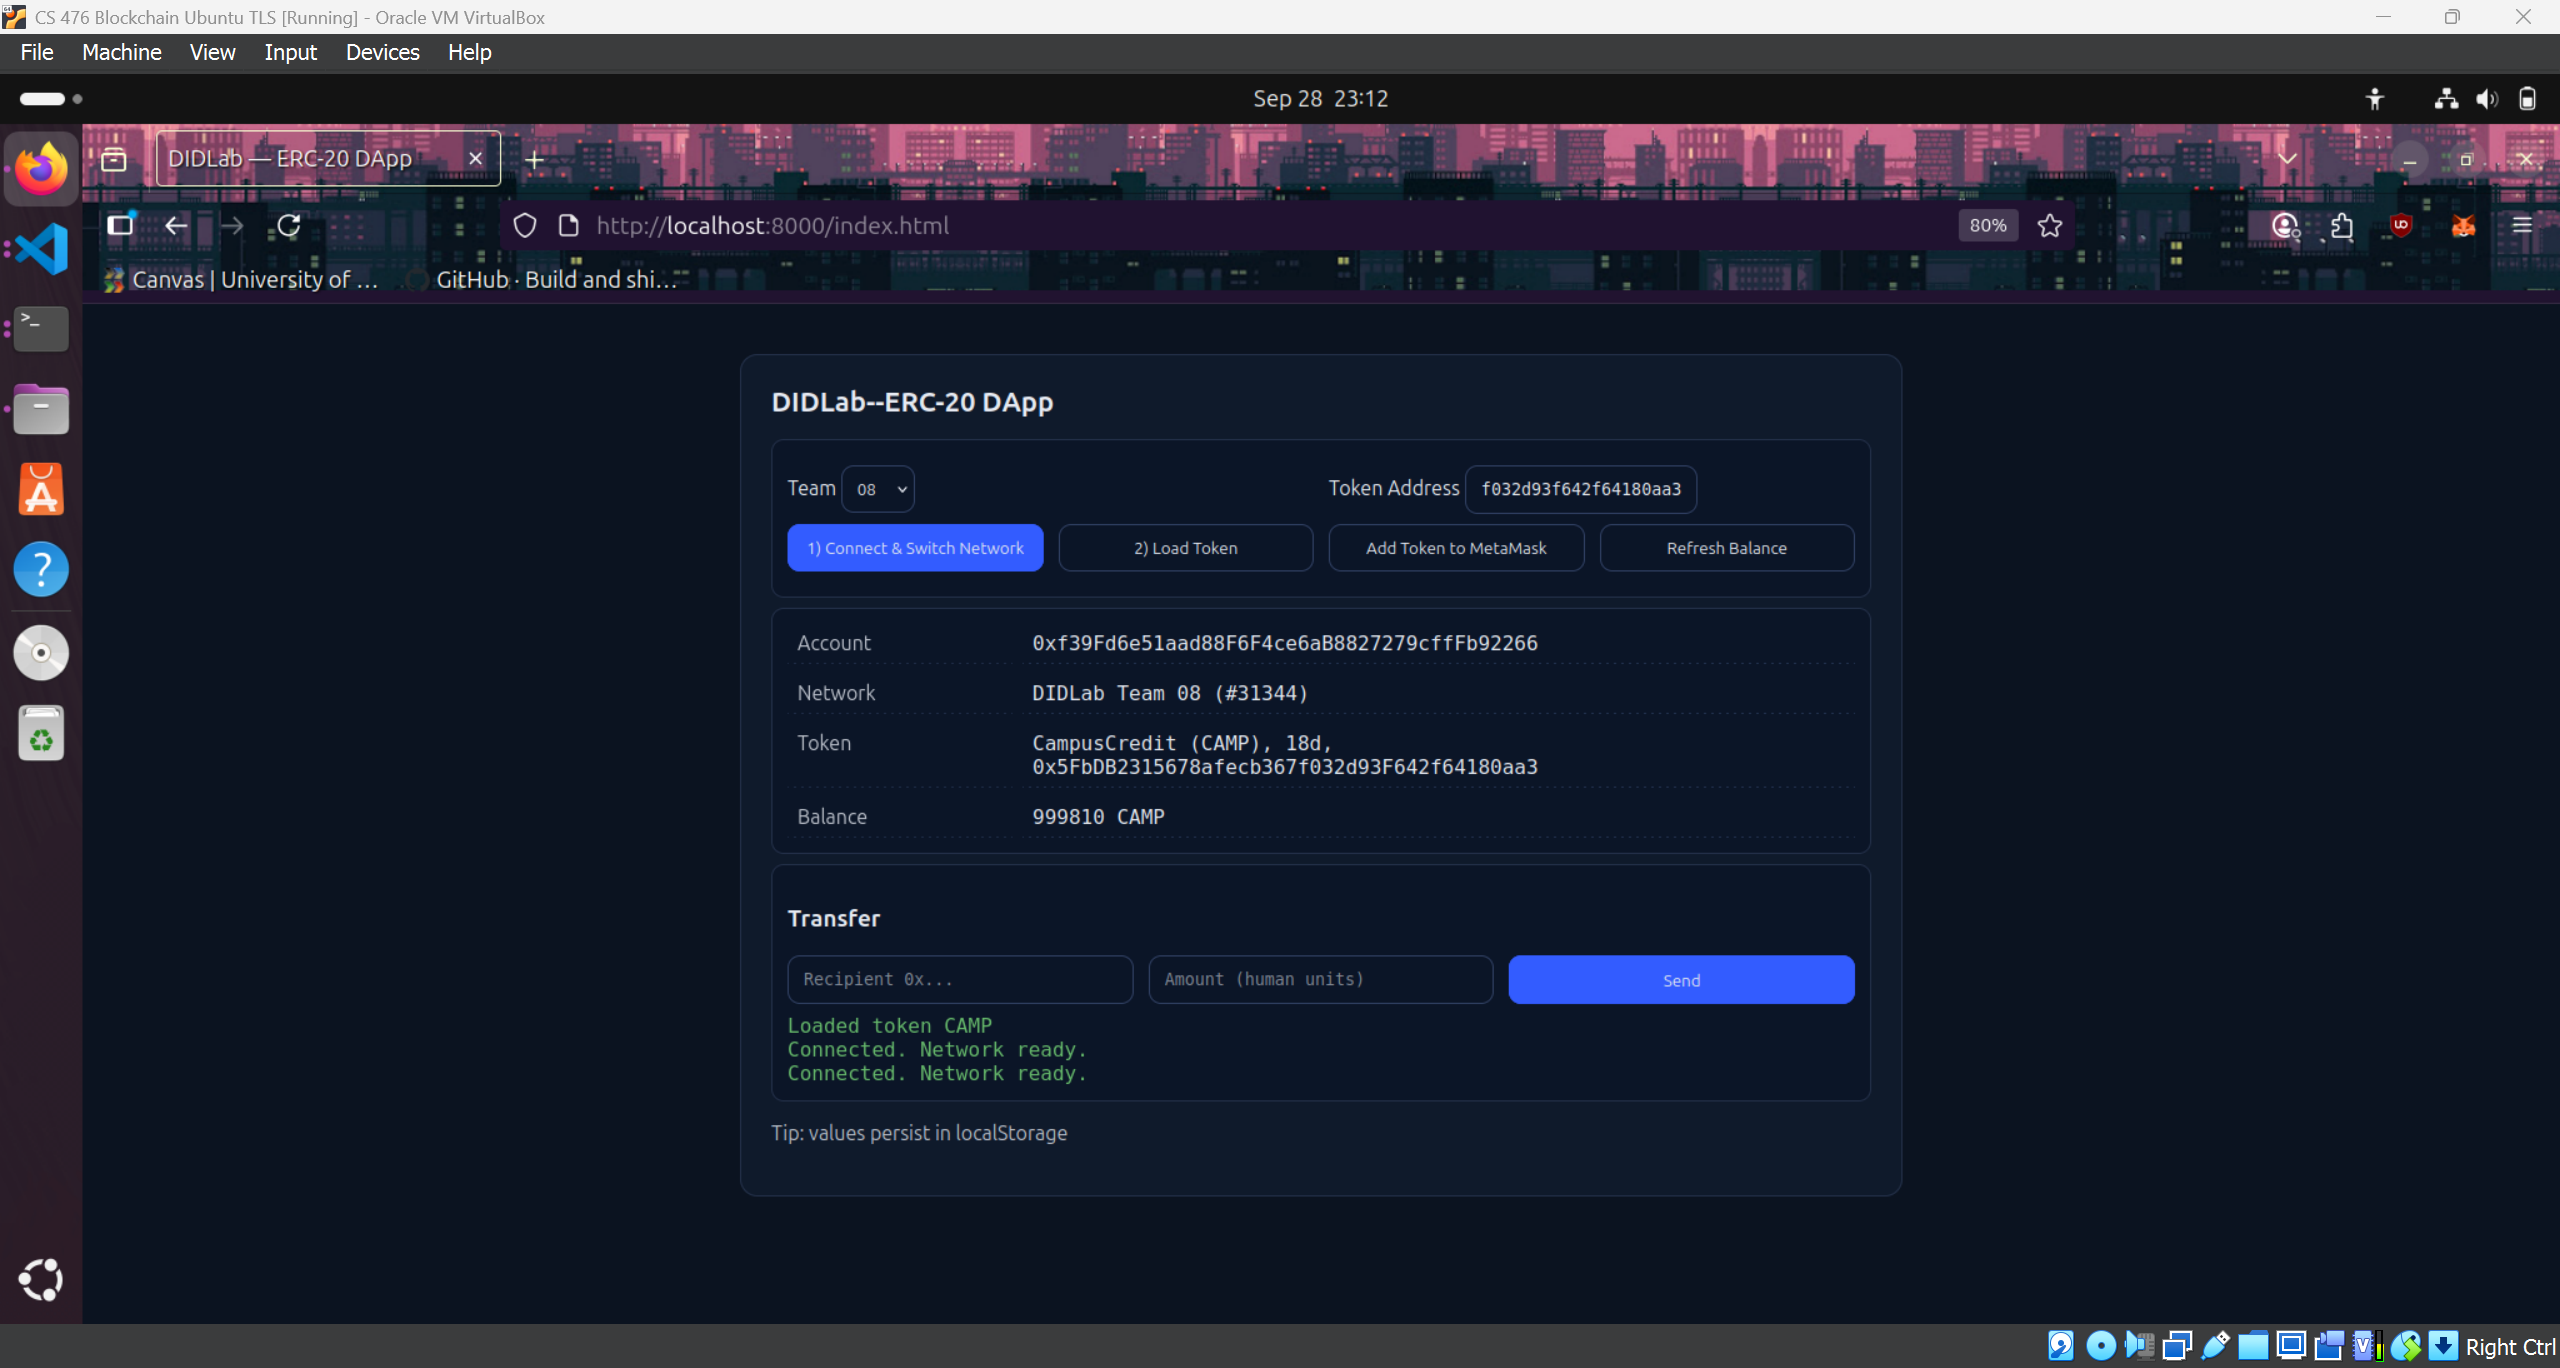 CS 476 Blockchain Ubuntu TLS [Running] - Oracle VM VirtualBox
File Machine View Input Devices Help
Sep 28 23:12
DIDLab — ERC-20 DApp
http://localhost:8000/index.html
80%
Canvas | University of ...
GitHub · Build and shi...
DIDLab--ERC-20 DApp
Team 08
Token Address f032d93f642f64180aa3
1) Connect & Switch Network
2) Load Token
Add Token to MetaMask
Refresh Balance
Account 0xf39Fd6e51aad88F6F4ce6aB8827279cffFb92266
Network DIDLab Team 08 (#31344)
Token CampusCredit (CAMP), 18d,
0x5FbDB2315678afecb367f032d93F642f64180aa3
Balance 999810 CAMP
Transfer
Recipient 0x...
Amount (human units)
Send
Loaded token CAMP
Connected. Network ready.
Connected. Network ready.
Tip: values persist in localStorage
Right Ctrl